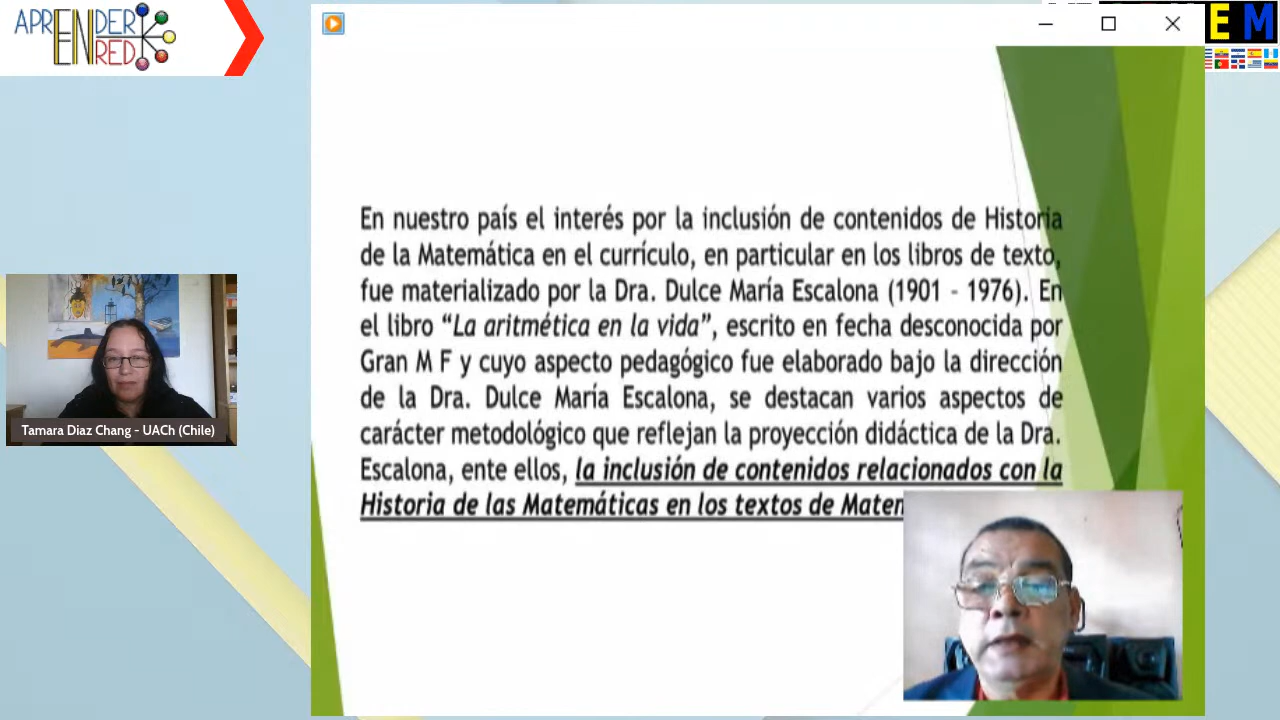 APRENDER
EN RED
E M
En nuestro país el interés por la inclusión de contenidos de Historia
de la Matemática en el currículo, en particular en los libros de texto,
fue materializado por la Dra. Dulce María Escalona (1901 - 1976). En
el libro “La aritmética en la vida”, escrito en fecha desconocida por
Gran M F y cuyo aspecto pedagógico fue elaborado bajo la dirección
de la Dra. Dulce María Escalona, se destacan varios aspectos de
carácter metodológico que reflejan la proyección didáctica de la Dra.
Escalona, ente ellos, la inclusión de contenidos relacionados con la
Historia de las Matemáticas en los textos de
Tamara Diaz Chang - UACh (Chile)